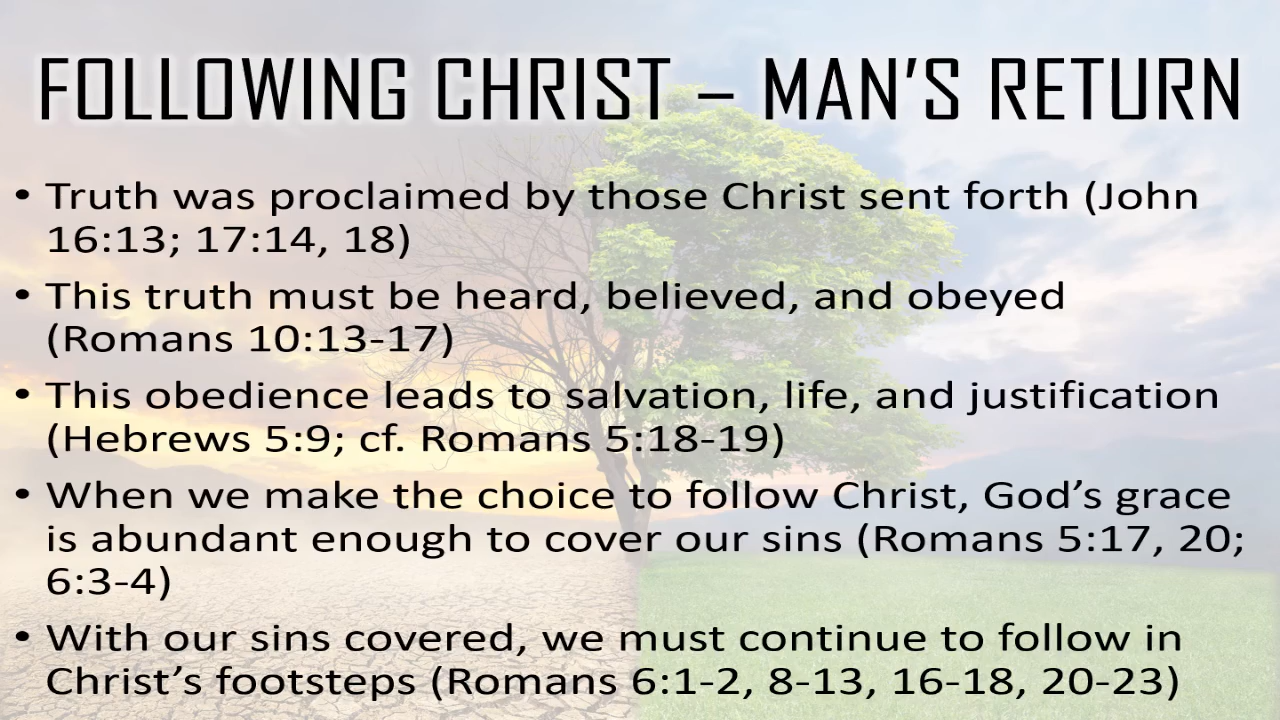 FOLLOWING CHRIST – MAN’S RETURN
• Truth was proclaimed by those Christ sent forth (John
16:13; 17:14, 18)
• This truth must be heard, believed, and obeyed
(Romans 10:13-17)
• This obedience leads to salvation, life, and justification
(Hebrews 5:9; cf. Romans 5:18-19)
• When we make the choice to follow Christ, God’s grace
is abundant enough to cover our sins (Romans 5:17, 20;
6:3-4)
• With our sins covered, we must continue to follow in
Christ’s footsteps (Romans 6:1-2, 8-13, 16-18, 20-23)